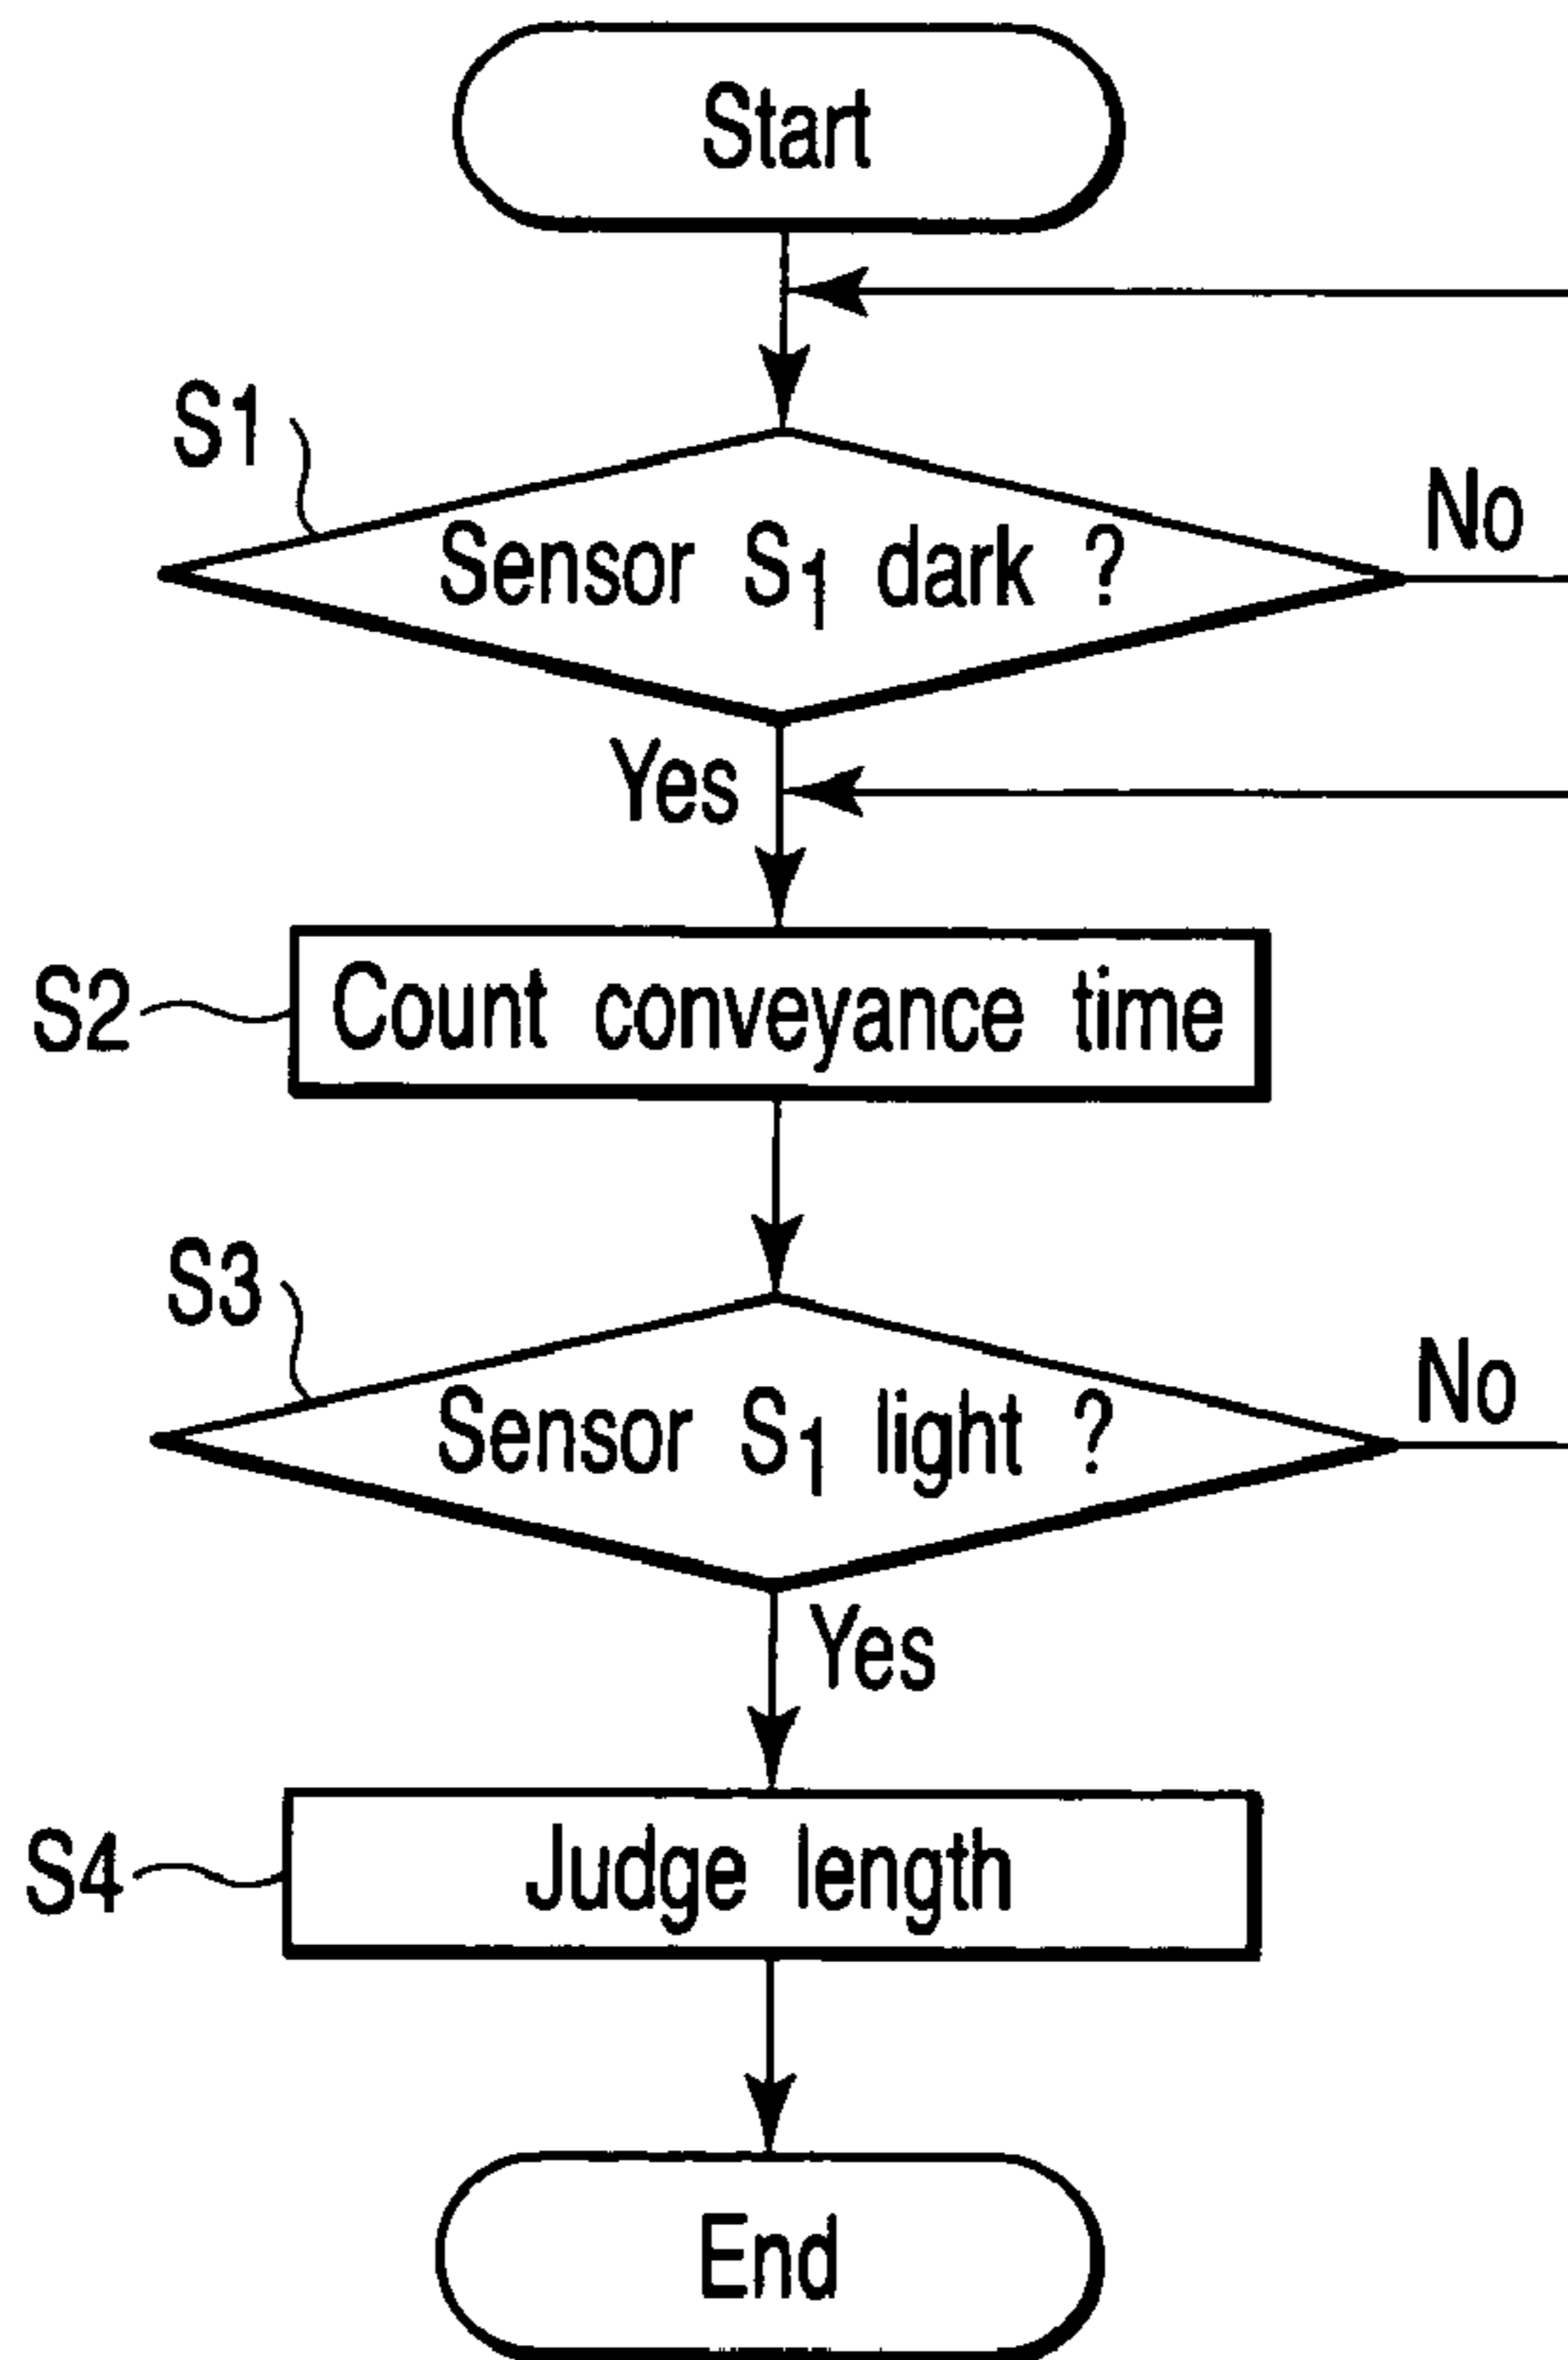 Start
S1
Sensor S1 dark ?
No
Yes
S2
Count conveyance time
S3
Sensor S1 light ?
No
Yes
S4
Judge length
End